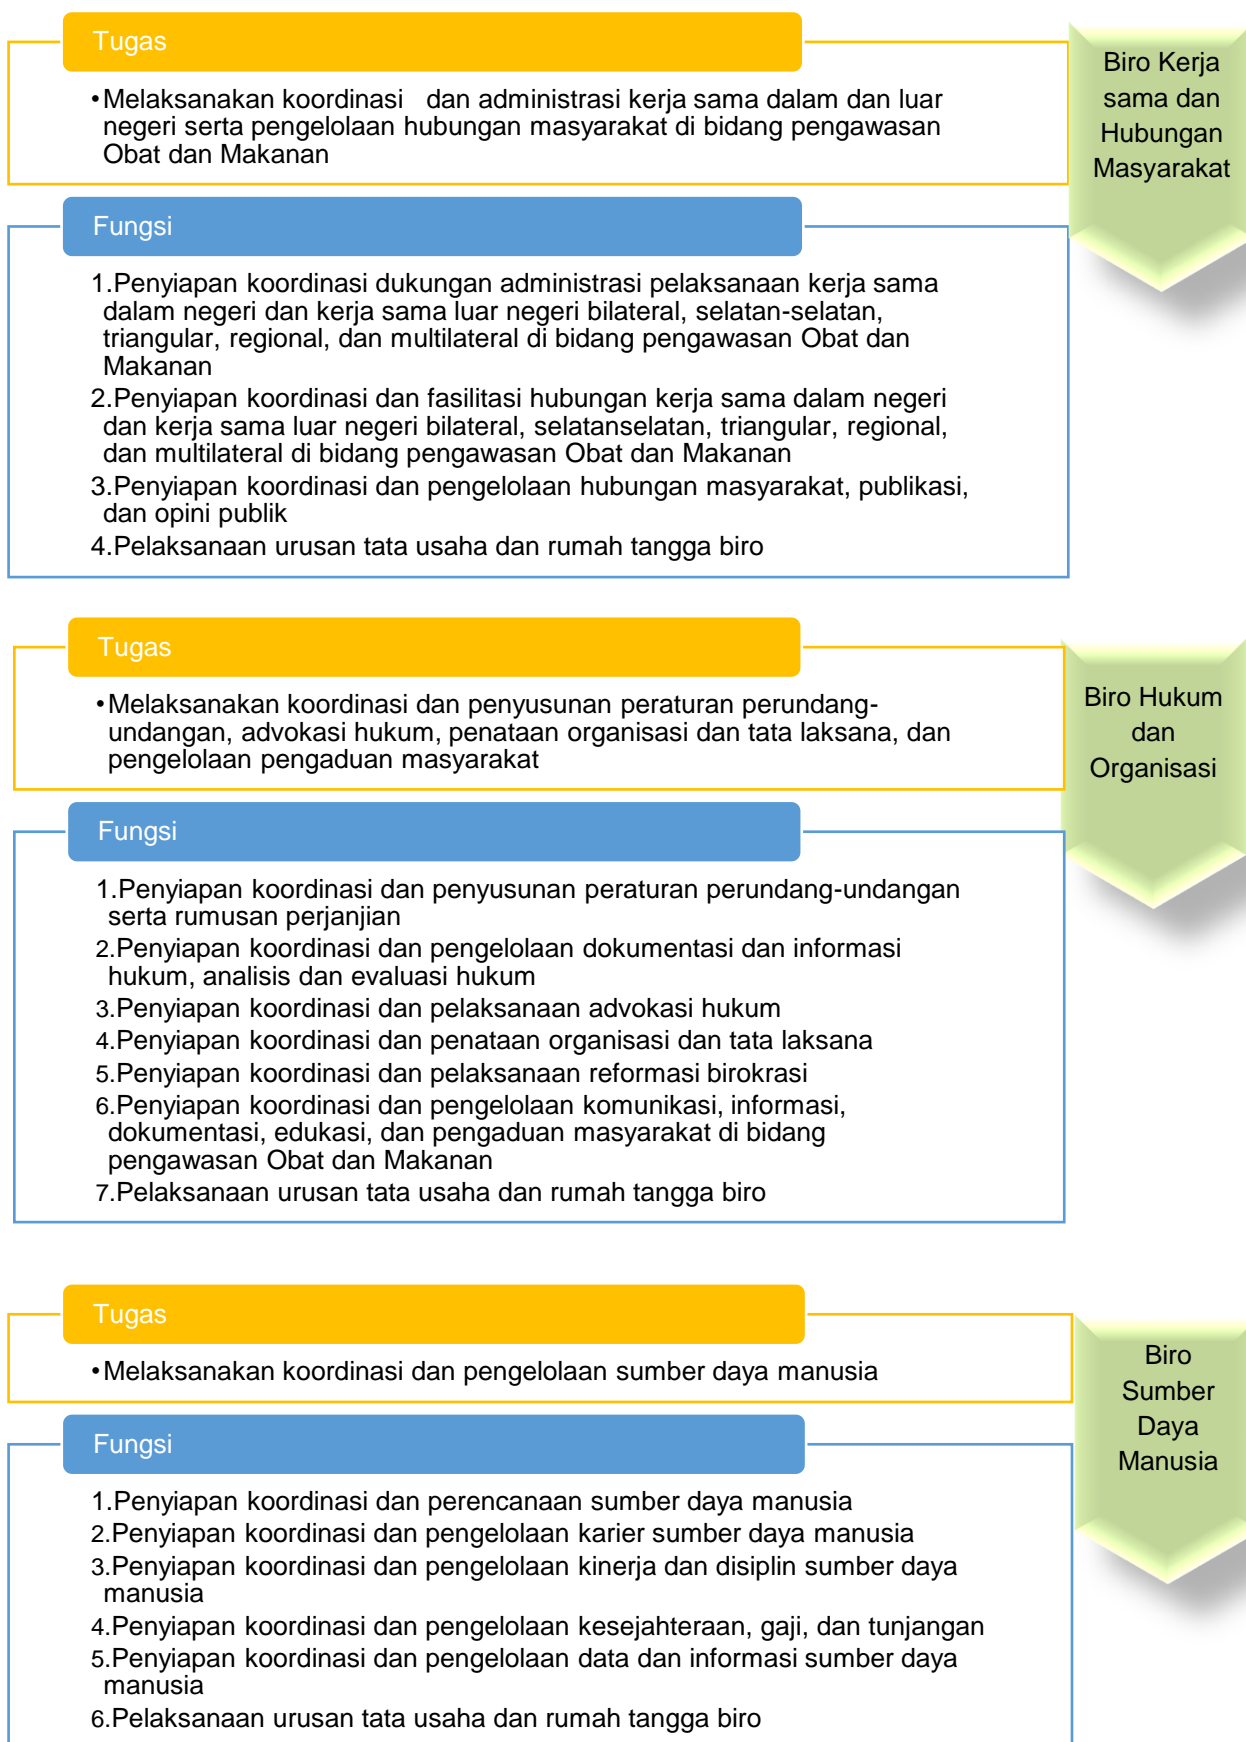 Tugas
•Melaksanakan koordinasi dan administrasi kerja sama dalam dan luar
negeri serta pengelolaan hubungan masyarakat di bidang pengawasan
Obat dan Makanan
Biro Kerja
sama dan
Hubungan
Masyarakat
Fungsi
1.Penyiapan koordinasi dukungan administrasi pelaksanaan kerja sama
dalam negeri dan kerja sama luar negeri bilateral, selatan-selatan,
triangular, regional, dan multilateral di bidang pengawasan Obat dan
Makanan
2.Penyiapan koordinasi dan fasilitasi hubungan kerja sama dalam negeri
dan kerja sama luar negeri bilateral, selatanselatan, triangular, regional,
dan multilateral di bidang pengawasan Obat dan Makanan
3.Penyiapan koordinasi dan pengelolaan hubungan masyarakat, publikasi,
dan opini publik
4.Pelaksanaan urusan tata usaha dan rumah tangga biro
Tugas
•Melaksanakan koordinasi dan penyusunan peraturan perundang-
undangan, advokasi hukum, penataan organisasi dan tata laksana, dan
pengelolaan pengaduan masyarakat
Biro Hukum
dan
Organisasi
Fungsi
1.Penyiapan koordinasi dan penyusunan peraturan perundang-undangan
serta rumusan perjanjian
2.Penyiapan koordinasi dan pengelolaan dokumentasi dan informasi
hukum, analisis dan evaluasi hukum
3.Penyiapan koordinasi dan pelaksanaan advokasi hukum
4.Penyiapan koordinasi dan penataan organisasi dan tata laksana
5.Penyiapan koordinasi dan pelaksanaan reformasi birokrasi
6.Penyiapan koordinasi dan pengelolaan komunikasi, informasi,
dokumentasi, edukasi, dan pengaduan masyarakat di bidang
pengawasan Obat dan Makanan
7.Pelaksanaan urusan tata usaha dan rumah tangga biro
Tugas
•Melaksanakan koordinasi dan pengelolaan sumber daya manusia
Biro
Sumber
Daya
Manusia
Fungsi
1.Penyiapan koordinasi dan perencanaan sumber daya manusia
2.Penyiapan koordinasi dan pengelolaan karier sumber daya manusia
3.Penyiapan koordinasi dan pengelolaan kinerja dan disiplin sumber daya
manusia
4.Penyiapan koordinasi dan pengelolaan kesejahteraan, gaji, dan tunjangan
5.Penyiapan koordinasi dan pengelolaan data dan informasi sumber daya
manusia
6.Pelaksanaan urusan tata usaha dan rumah tangga biro